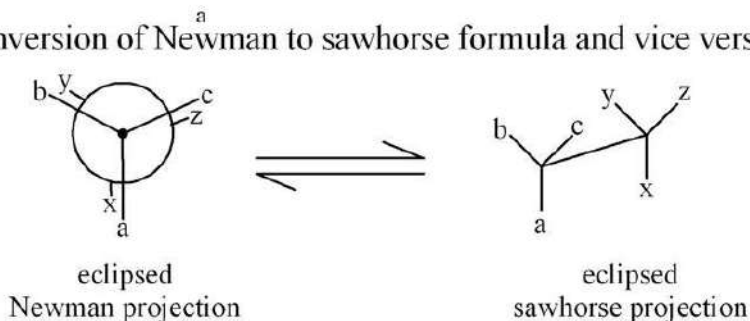 a
nversion of Newman to sawhorse formula and vice vers
b y c z x a
b c a y z x
eclipsed
Newman projection
eclipsed
sawhorse projection